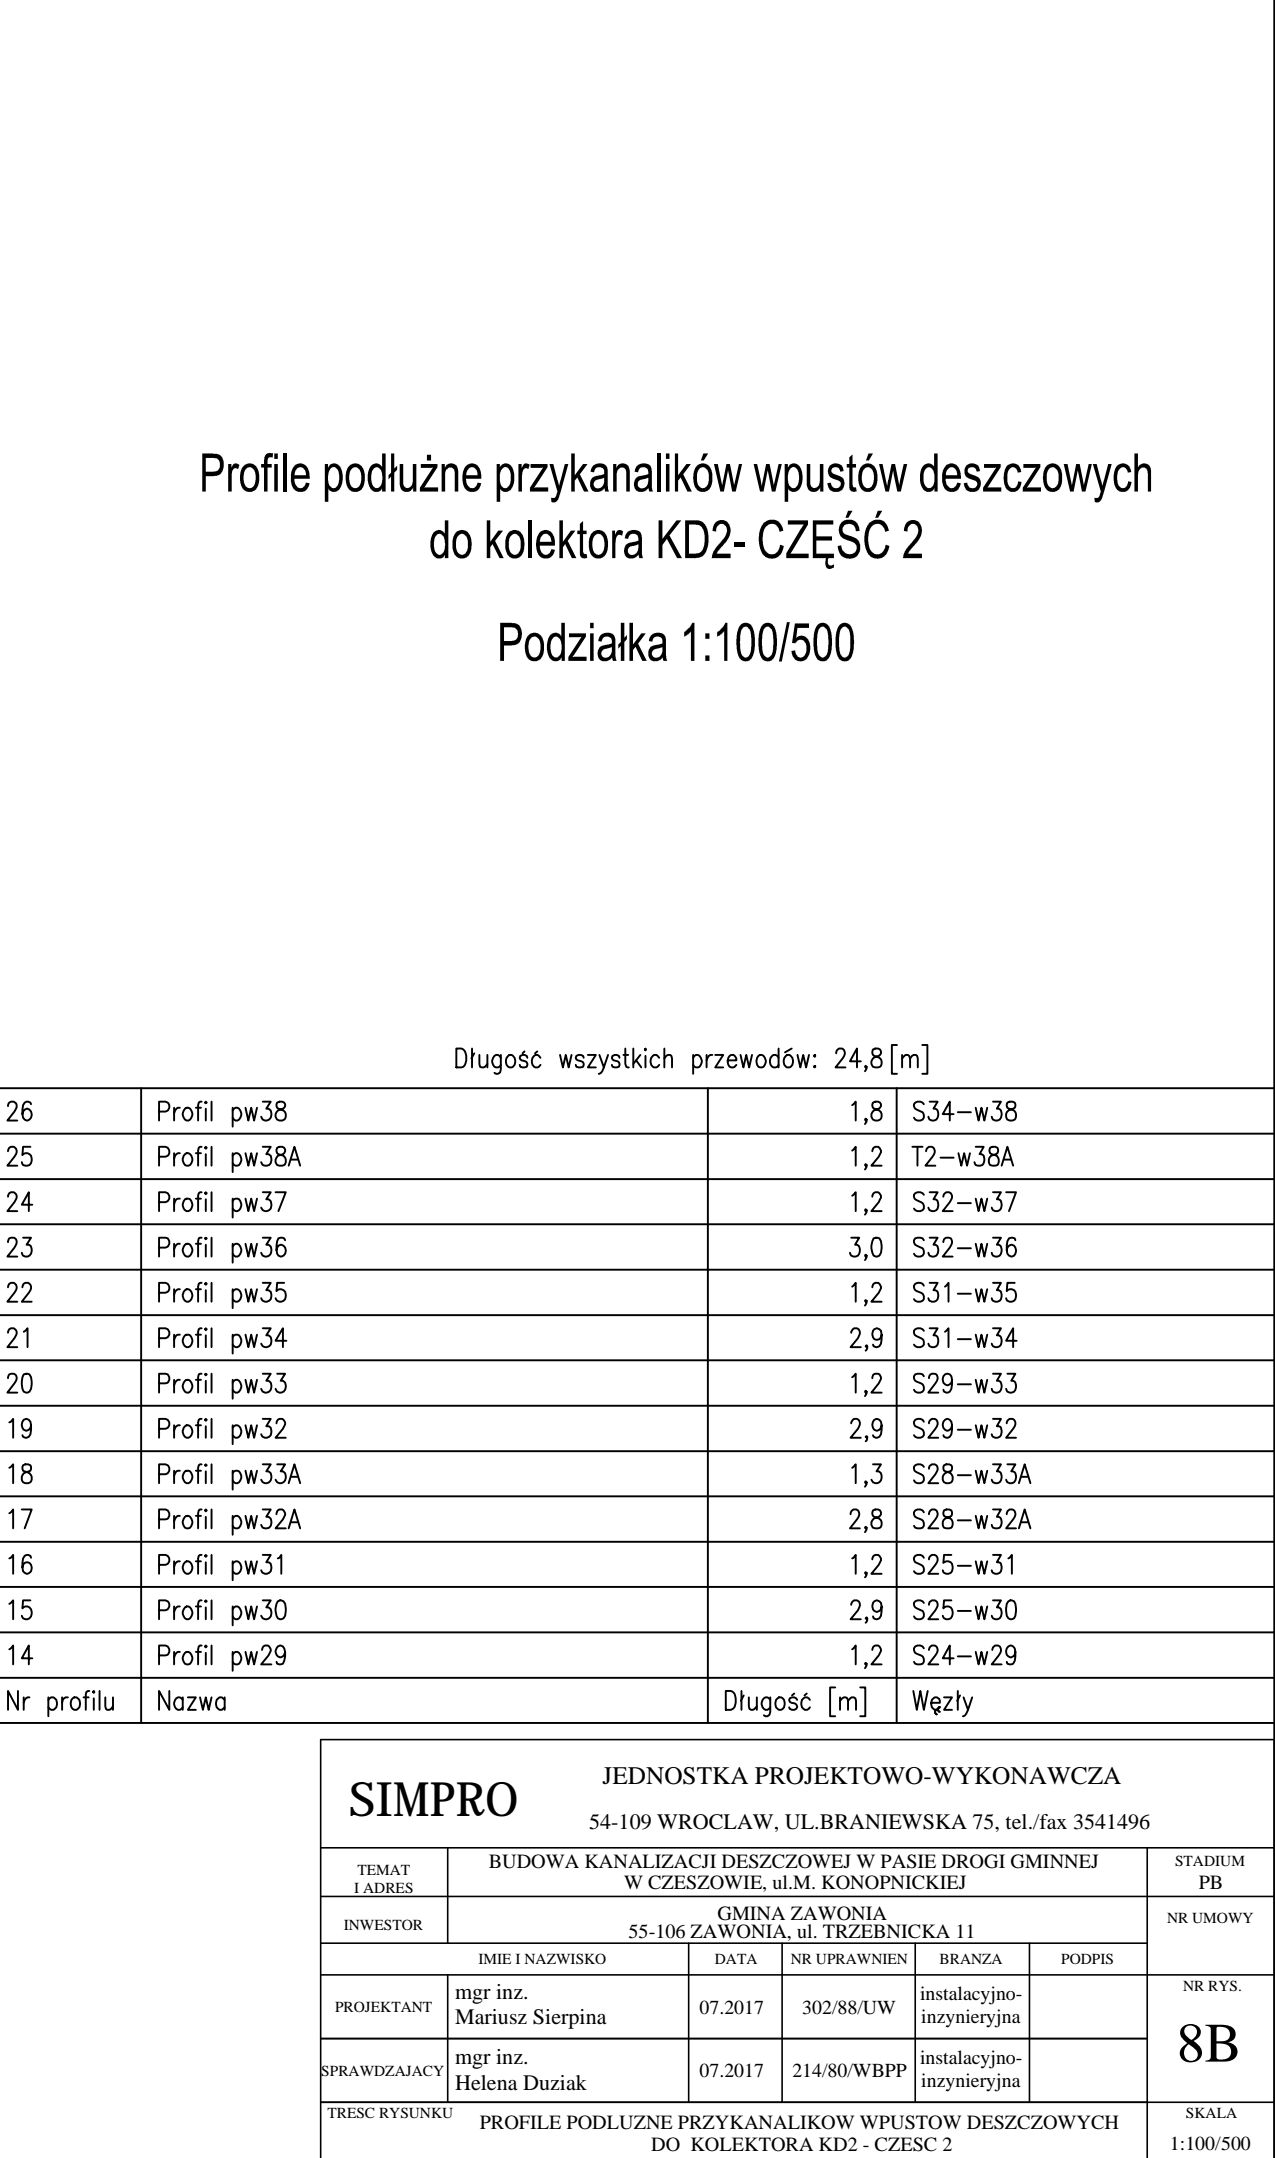 Profile podłużne przykanalików wpustów deszczowych
do kolektora KD2- CZĘŚĆ 2
Podziałka 1:100/500
Długość wszystkich przewodów: 24,8[m]
26 Profil pw38 1,8 S34-w38
25 Profil pw38A 1,2 T2-w38A
24 Profil pw37 1,2 S32-w37
23 Profil pw36 3,0 S32-w36
22 Profil pw35 1,2 S31-w35
21 Profil pw34 2,9 S31-w34
20 Profil pw33 1,2 S29-w33
19 Profil pw32 2,9 S29-w32
18 Profil pw33A 1,3 S28-w33A
17 Profil pw32A 2,8 S28-w32A
16 Profil pw31 1,2 S25-w31
15 Profil pw30 2,9 S25-w30
14 Profil pw29 1,2 S24-w29
Nr profilu Nazwa Długość [m] Węzły
SIMPRO
JEDNOSTKA PROJEKTOWO-WYKONAWCZA
54-109 WROCLAW, UL.BRANIEWSKA 75, tel./fax 3541496
TEMAT
I ADRES
BUDOWA KANALIZACJI DESZCZOWEJ W PASIE DROGI GMINNEJ
W CZESZOWIE, ul.M. KONOPNICKIEJ
STADIUM
PB
INWESTOR
GMINA ZAWONIA
55-106 ZAWONIA, ul. TRZEBNICKA 11
NR UMOWY
IMIE I NAZWISKO DATA NR UPRAWNIEN BRANZA PODPIS
PROJEKTANT
mgr inz.
Mariusz Sierpina
07.2017
302/88/UW
instalacyjno-
inzynieryjna
NR RYS.
8B
SPRAWDZAJACY
mgr inz.
Helena Duziak
07.2017
214/80/WBPP
instalacyjno-
inzynieryjna
TRESC RYSUNKU
PROFILE PODLUZNE PRZYKANALIKOW WPUSTOW DESZCZOWYCH
DO KOLEKTORA KD2 - CZESC 2
SKALA
1:100/500